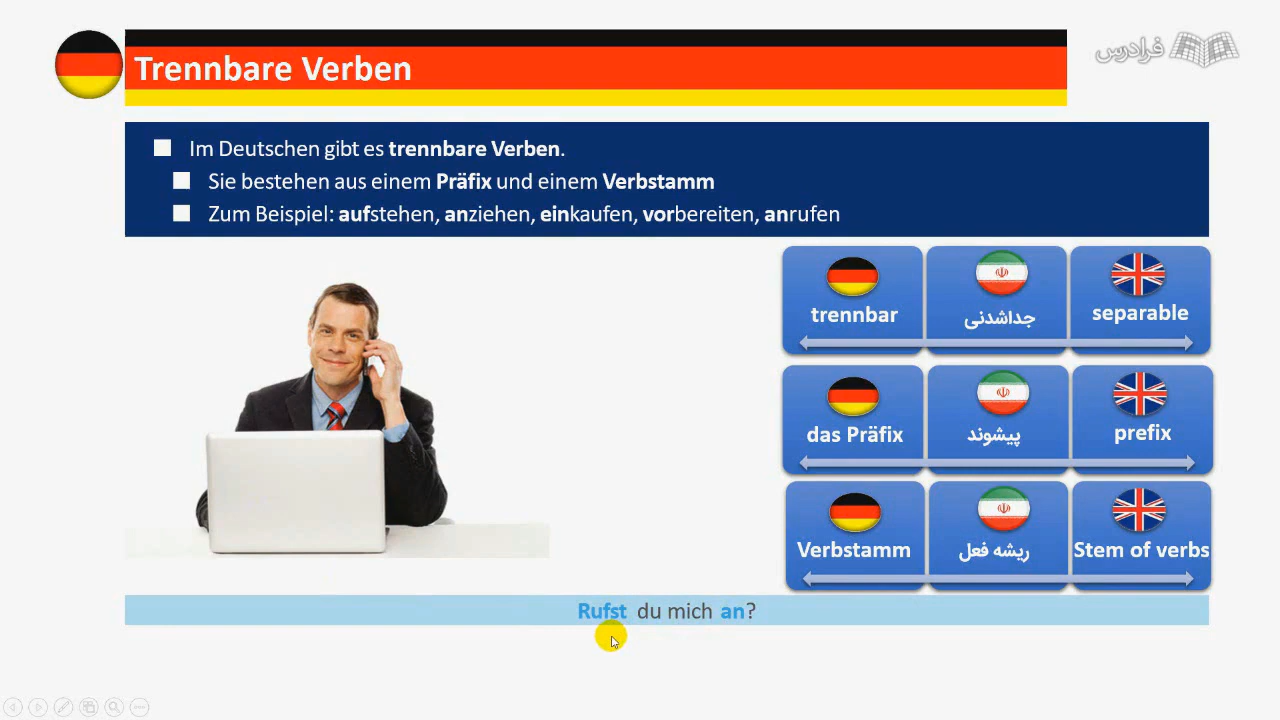 Trennbare Verben
فرادرس
Im Deutschen gibt es trennbare Verben.
Sie bestehen aus einem Präfix und einem Verbstamm
Zum Beispiel: aufstehen, anziehen, einkaufen, vorbereiten, anrufen
trennbar
جداشدنی
separable
das Präfix
پیشوند
prefix
Verbstamm
ریشه فعل
Stem of verbs
Rufst du mich an?